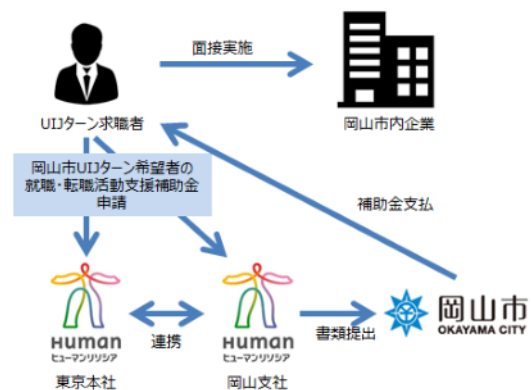 面接実施
UIJターン求職者
岡山市内企業
岡山市UIJターン希望者の
就職・転職活動支援補助金
申請
補助金支払
Human
ヒューマンリソシア
東京本社
連携
Human
ヒューマンリソシア
岡山支社
書類提出
岡山市
OKAYAMA CITY